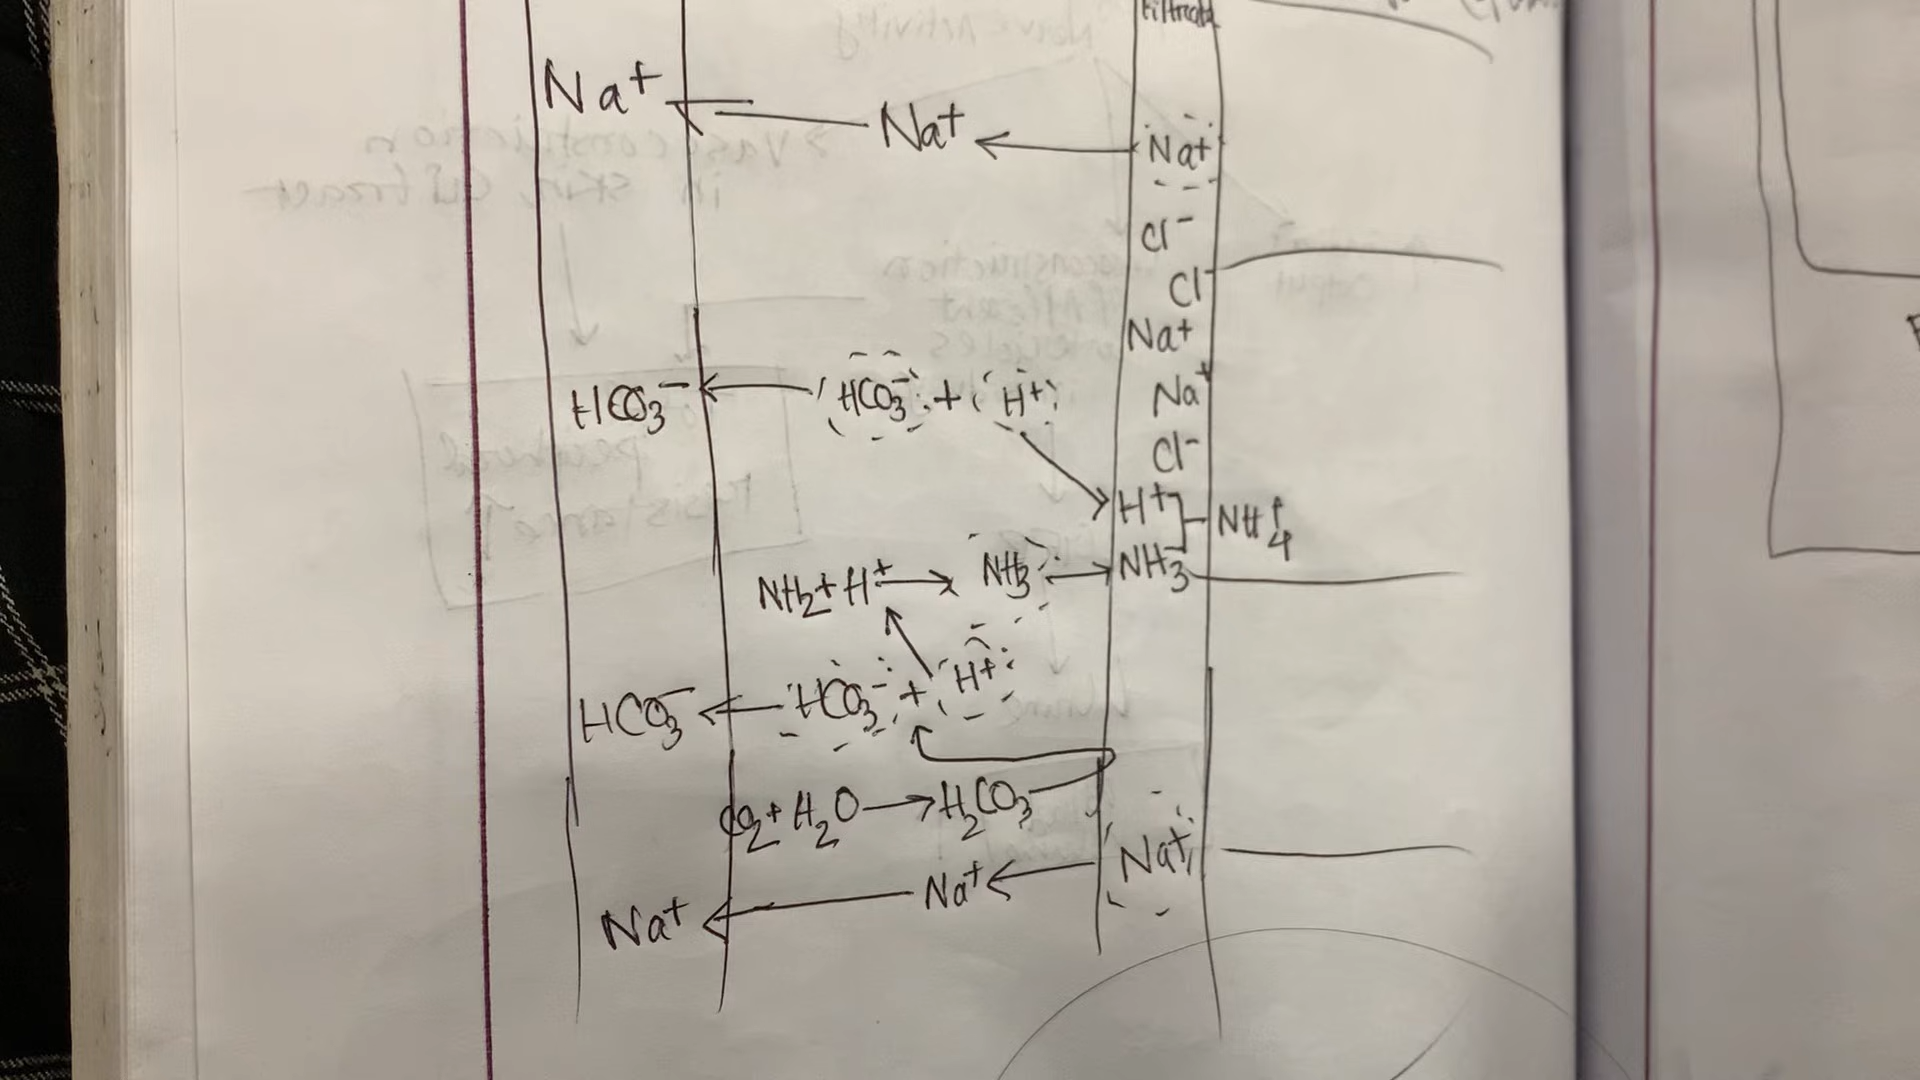 Filtrate
Na+
Na+
Na+
Cl-
Cl-
Na+
HCO3- HCO3- + H+
Na+
Cl-
H+
NH4+
NH2 + H+ → NH3 → NH3
HCO3- ← HCO3- + H+
CO2 + H2O → H2CO3
Na+
Na+ ← Na+